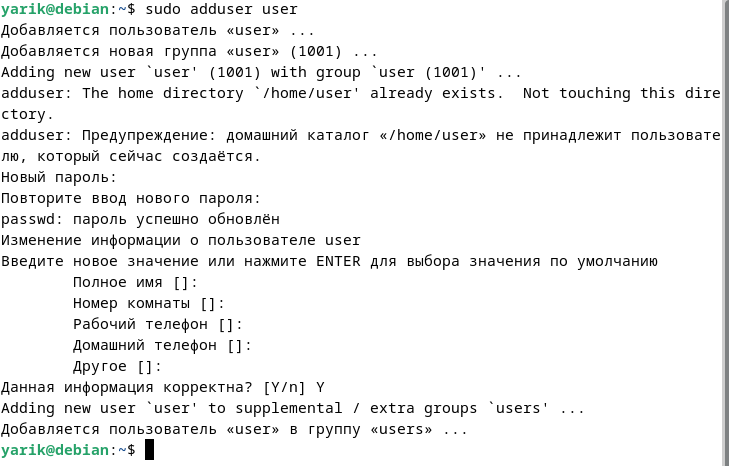 yarik@debian:~$ sudo adduser user
Добавляется пользователь «user» ...
Добавляется новая группа «user» (1001) ...
Adding new user `user' (1001) with group `user (1001)' ...
adduser: The home directory `/home/user' already exists.  Not touching this dire
ctory.
adduser: Предупреждение: домашний каталог «/home/user» не принадлежит пользовате
лю, который сейчас создаётся.
Новый пароль:
Повторите ввод нового пароля:
passwd: пароль успешно обновлён
Изменение информации о пользователе user
Введите новое значение или нажмите ENTER для выбора значения по умолчанию
        Полное имя []:
        Номер комнаты []:
        Рабочий телефон []:
        Домашний телефон []:
        Другое []:
Данная информация корректна? [Y/n] Y
Adding new user `user' to supplemental / extra groups `users' ...
Добавляется пользователь «user» в группу «users» ...
yarik@debian:~$